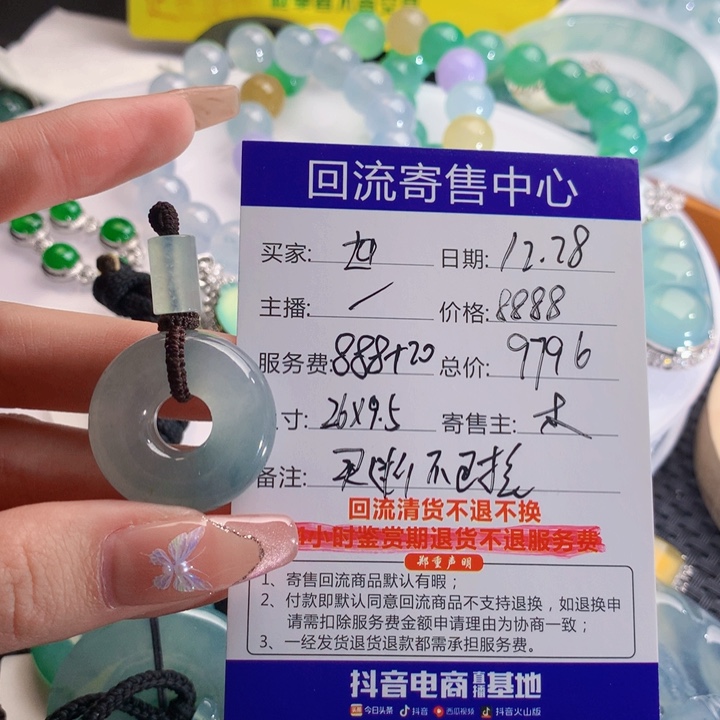 回流寄售中心
买家: 日期: 12.28
主播: / 价格: 8888
服务费: 888+20 总价: 9796
寸: 26X9.5 寄售主: 木
备注: 不可抢
回流清货不退不换
小时鉴赏期退货不退服务费
郑重声明
1、寄售回流商品默认有暇；
2、付款即默认同意回流商品不支持退换，如退换申
请需扣除服务费金额申请理由为协商一致；
3、一经发货退货退款都需承担服务费。
抖音电商直播基地
今日头条 抖音 西瓜视频 抖音火山版